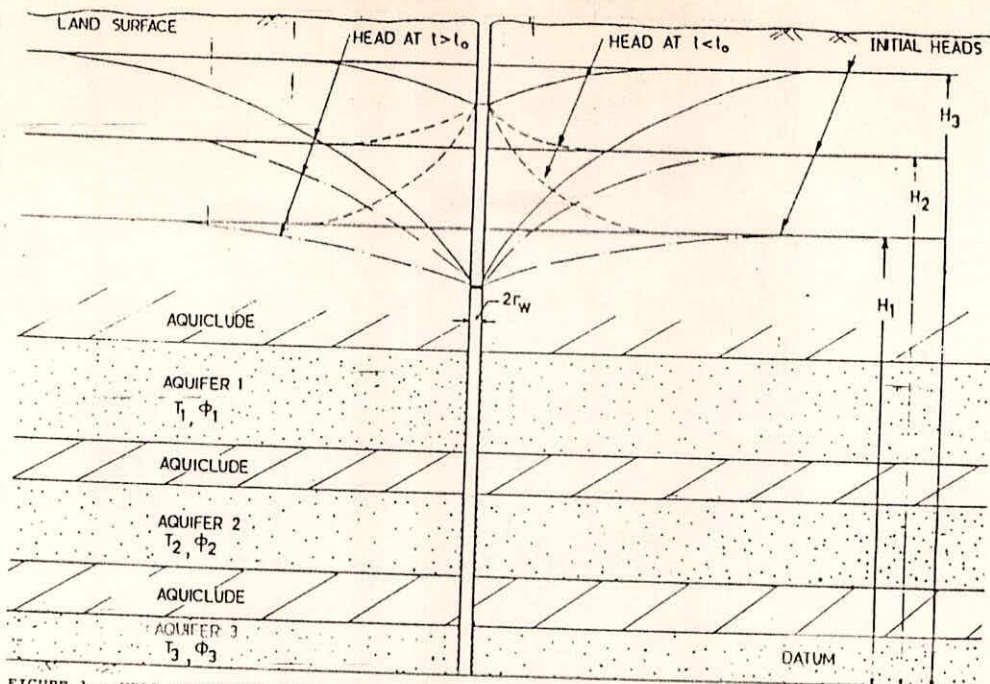 LAND SURFACE
HEAD AT t>t₀
HEAD AT t<t₀
INITIAL HEADS
H₃
H₂
H₁
2r_W
AQUICLUDE
AQUIFER 1
T₁, Φ₁
AQUICLUDE
AQUIFER 2
T₂, Φ₂
AQUICLUDE
AQUIFER 3
T₃, Φ₃
DATUM